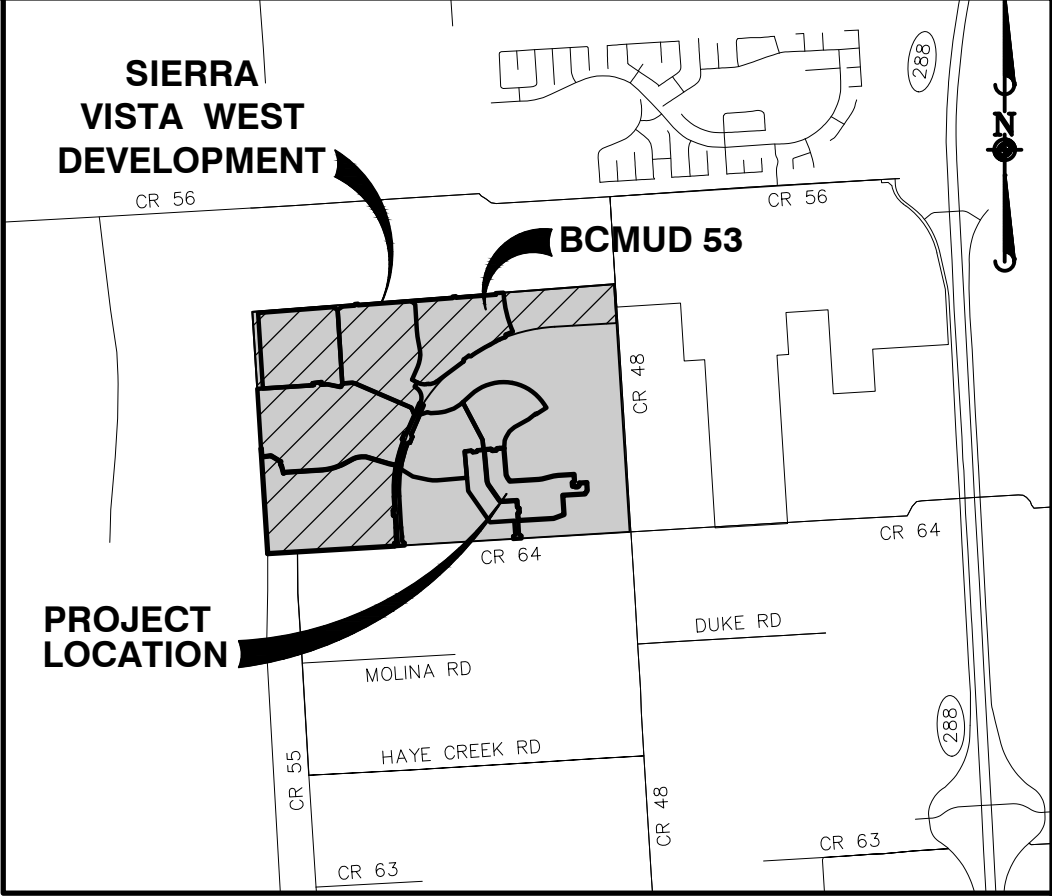 288
SIERRA
VISTA WEST
DEVELOPMENT
N
CR 56
CR 56
BCMUD 53
CR 48
CR 64
CR 64
PROJECT
LOCATION
DUKE RD
MOLINA RD
288
HAYE CREEK RD
CR 55
CR 48
CR 63
CR 63